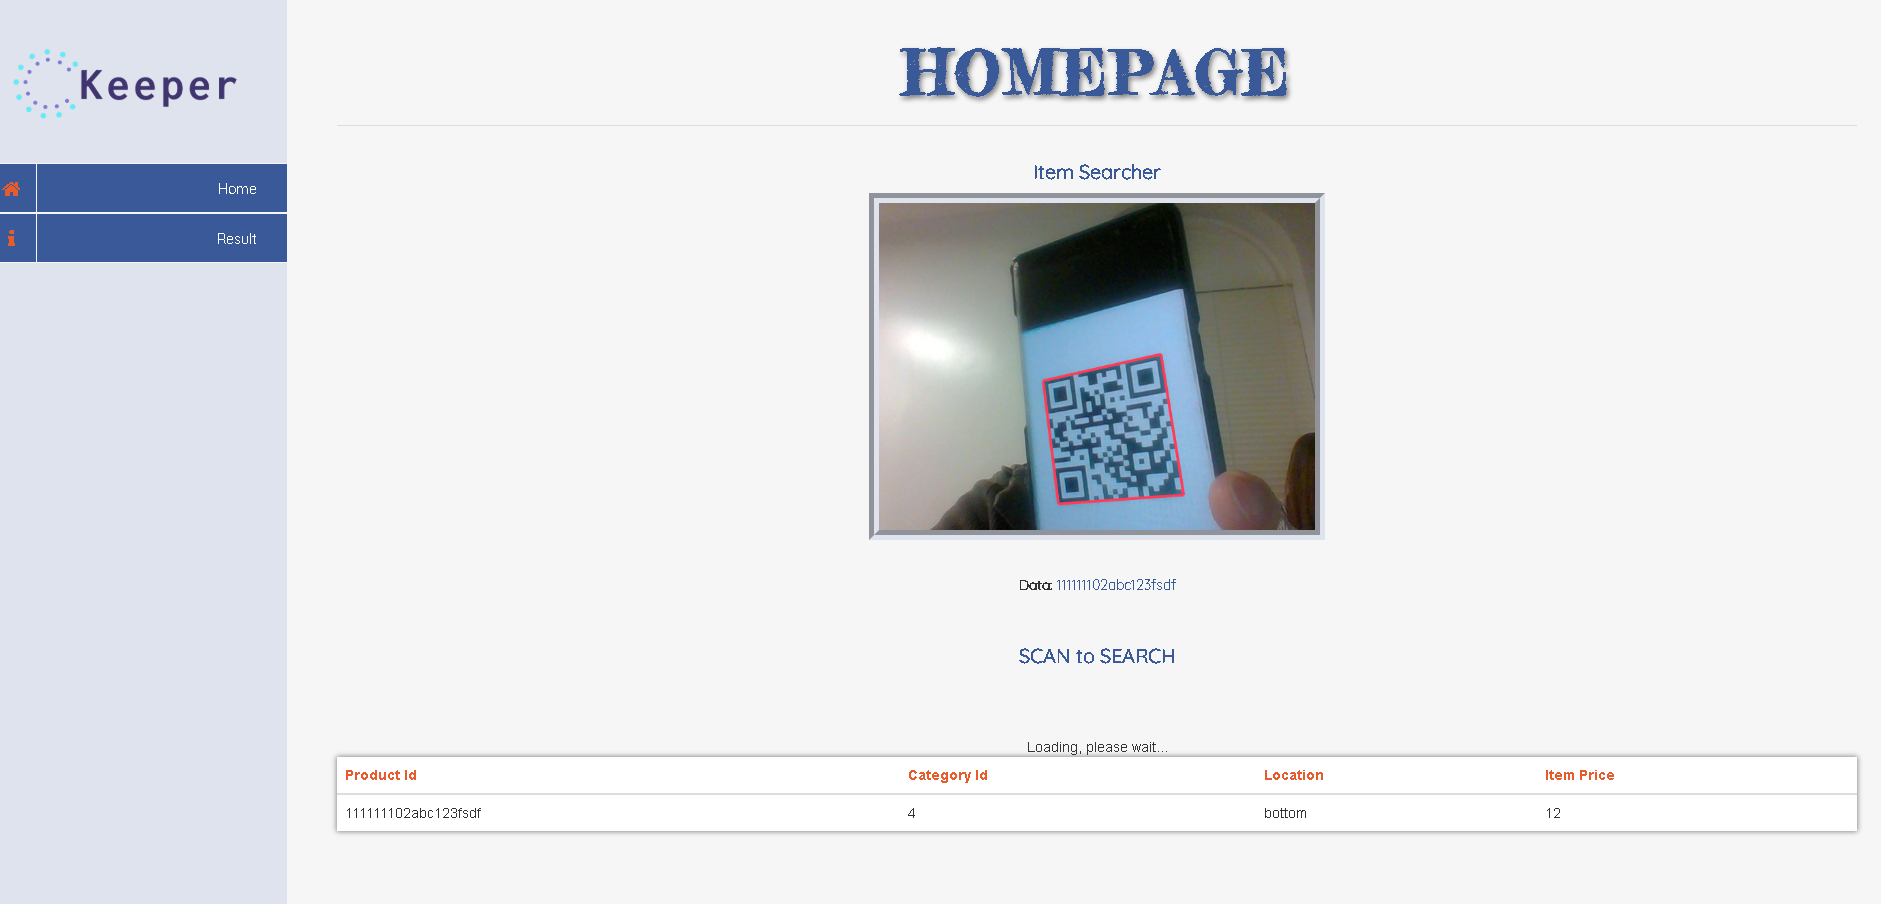 Keeper
Home
Result
HOMEPAGE
Item Searcher
Data: 111111102abc123fsdf
SCAN to SEARCH
Loading, please wait...
Product Id Category Id Location Item Price
111111102abc123fsdf 4 bottom 12